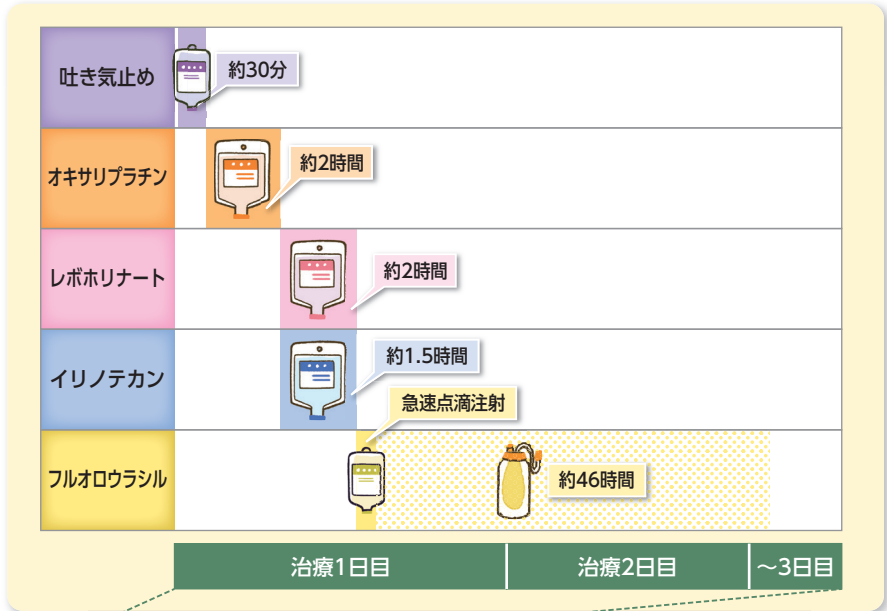 吐き気止め
約30分
オキサリプラチン
約2時間
レボホリナート
約2時間
イリノテカン
約1.5時間
急速点滴注射
フルオロウラシル
約46時間
治療1日目
治療2日目
～3日目